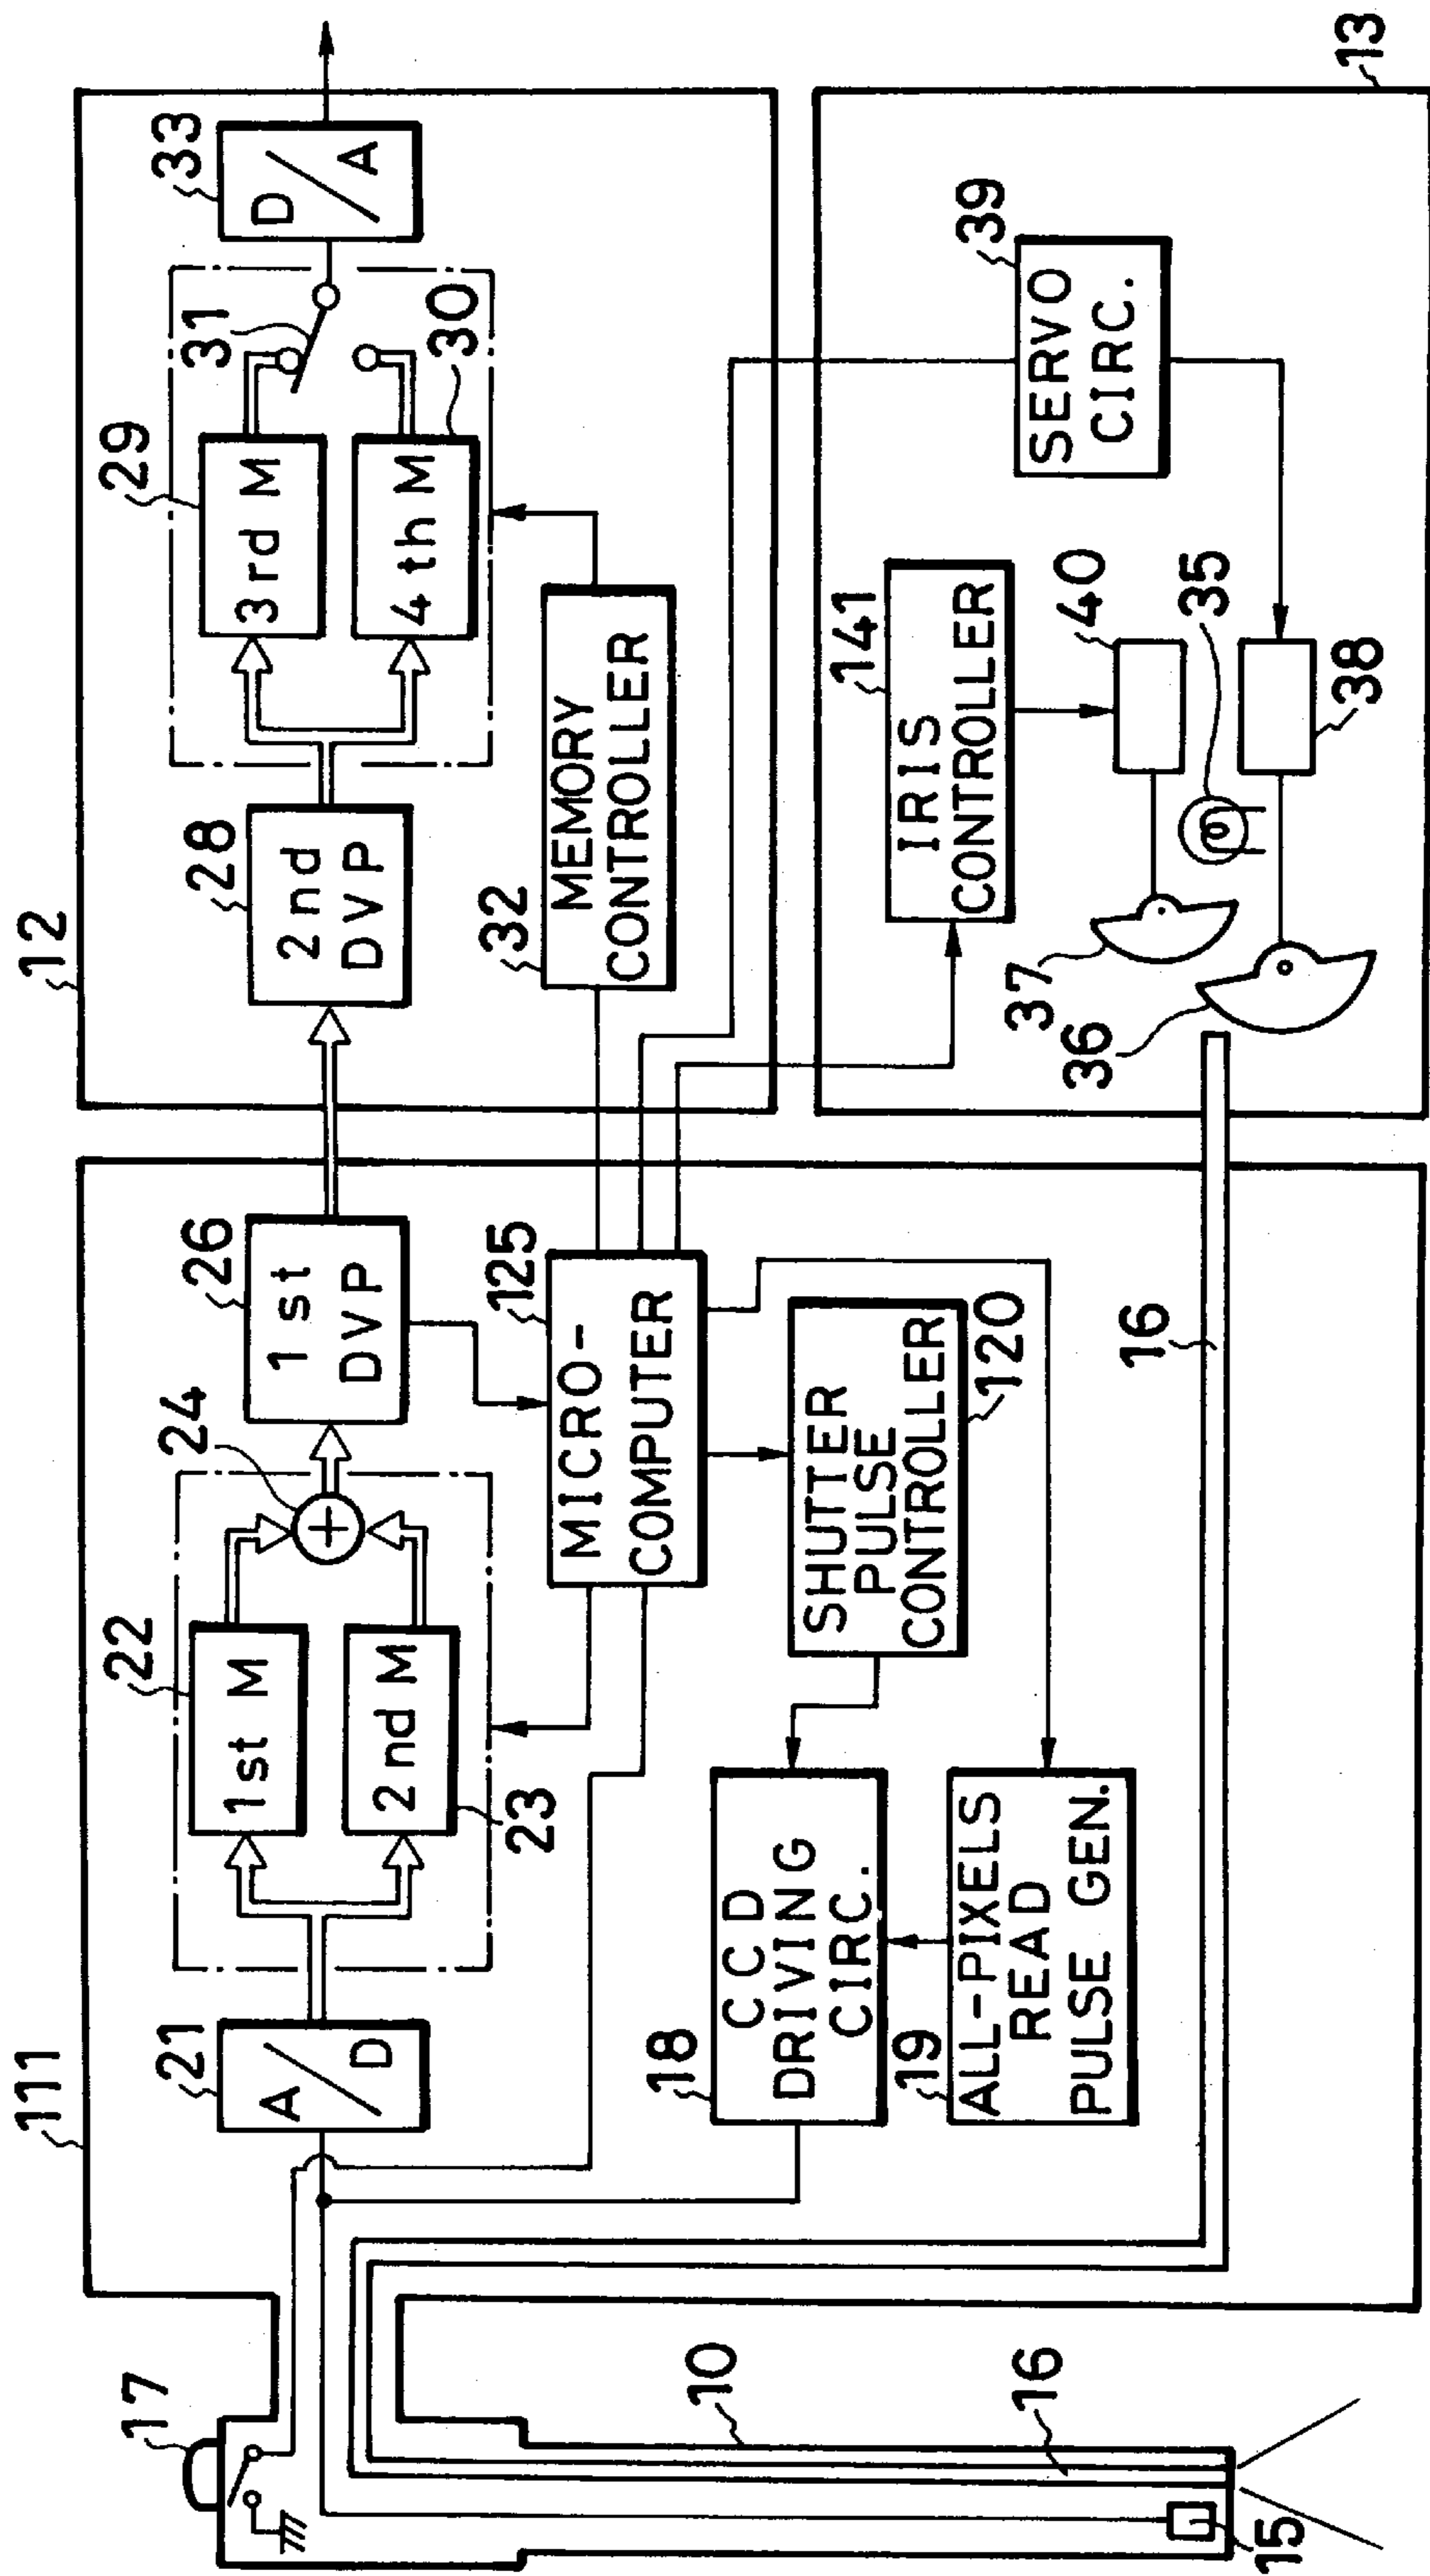 111
12
13
17
10
16
15
21
A/D
22
1st M
2nd M
23
24
26
1st
DVP
28
2nd
DVP
29
3rd M
4th M
30
31
33
D/A
125
MICRO-
COMPUTER
32
MEMORY
CONTROLLER
18
CCD
DRIVING
CIRC.
19
ALL-PIXELS
READ
PULSE GEN.
SHUTTER
PULSE
CONTROLLER
120
16
141
IRIS
CONTROLLER
39
SERVO
CIRC.
40
35
37
36
38